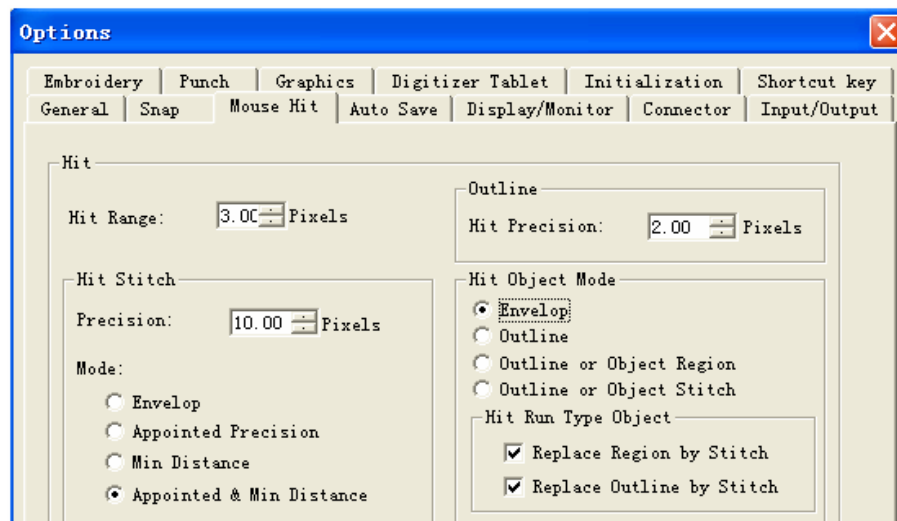 Options
Embroidery Punch Graphics Digitizer Tablet Initialization Shortcut key
General Snap Mouse Hit Auto Save Display/Monitor Connector Input/Output
Hit
Hit Range: 3.00 Pixels
Outline
Hit Precision: 2.00 Pixels
Hit Stitch
Precision: 10.00 Pixels
Mode:
Envelop
Appointed Precision
Min Distance
Appointed & Min Distance
Hit Object Mode
Envelop
Outline
Outline or Object Region
Outline or Object Stitch
Hit Run Type Object
Replace Region by Stitch
Replace Outline by Stitch